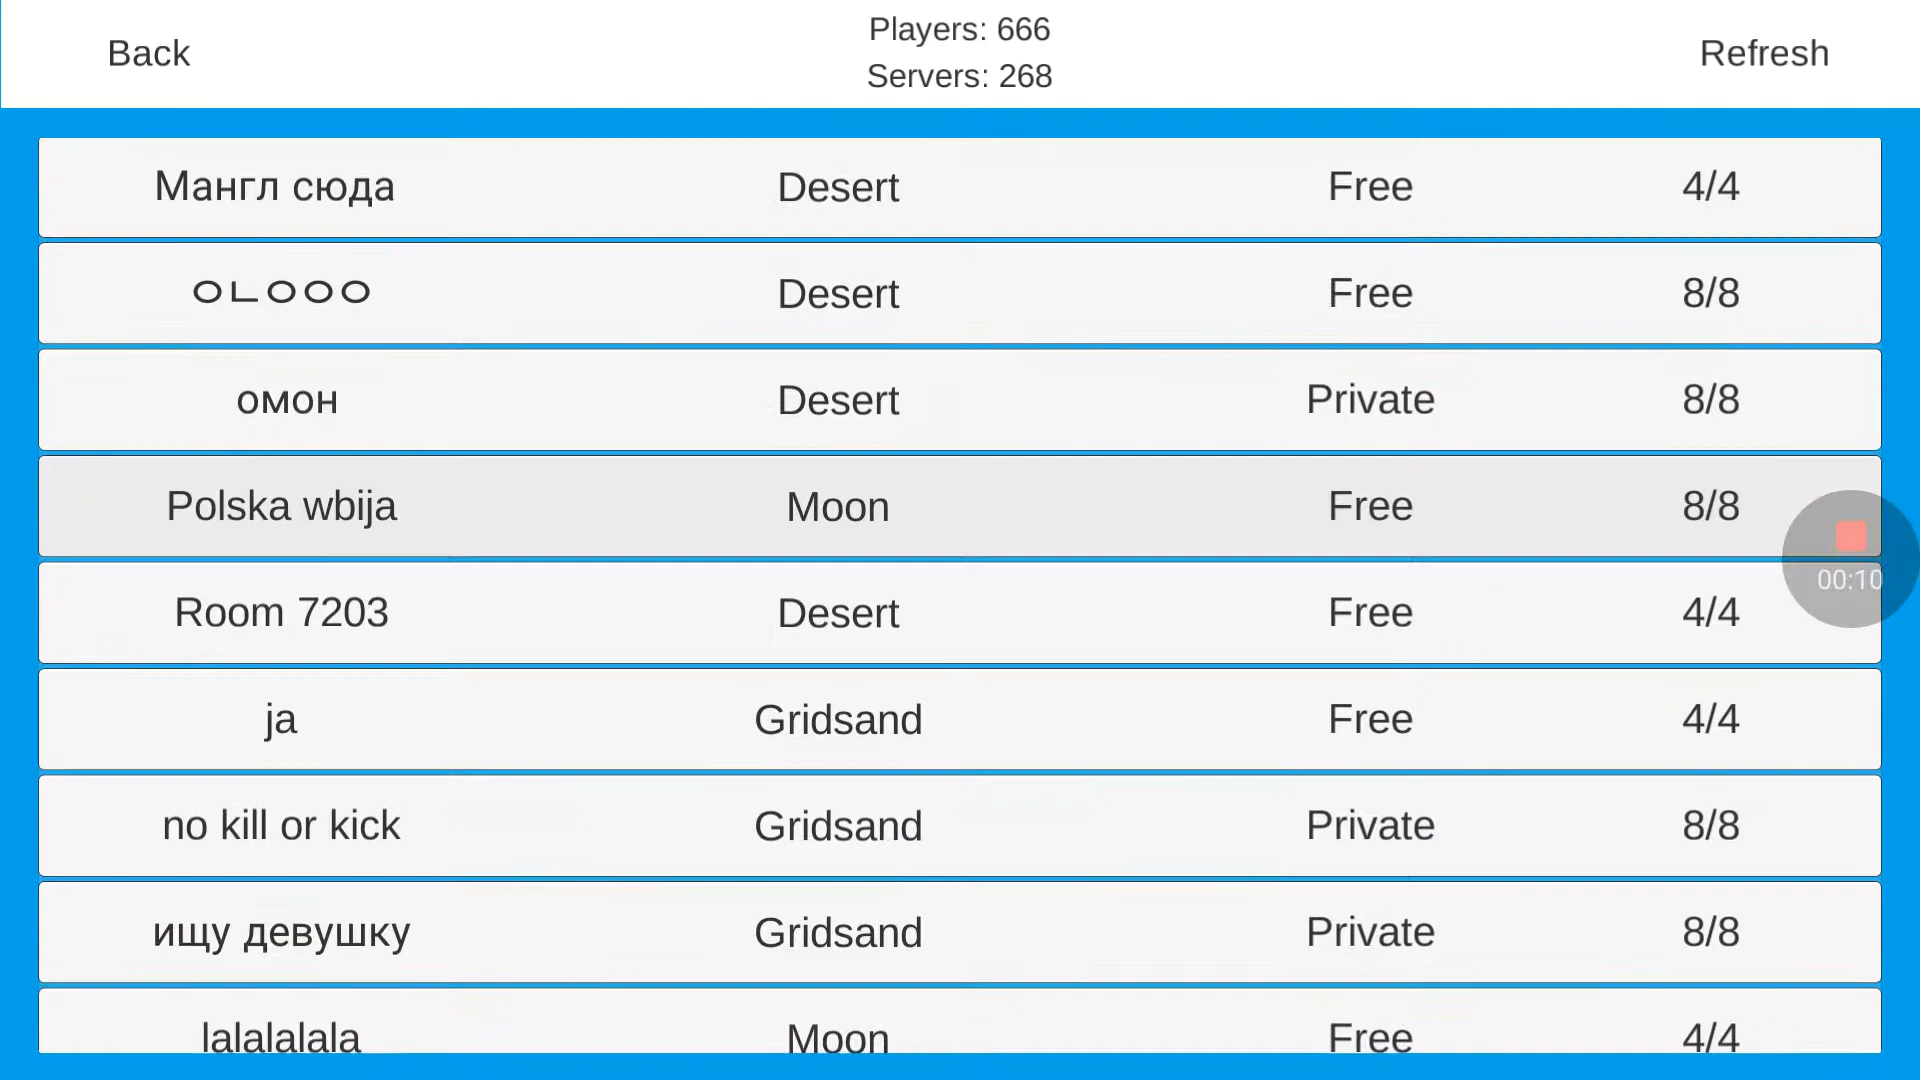 Back
Players: 666
Servers: 268
Refresh
Мангл сюда Desert Free 4/4
ㅇㄴㅇㅇㅇ Desert Free 8/8
омон Desert Private 8/8
Polska wbija Moon Free 8/8
Room 7203 Desert Free 4/4
00:10
ja Gridsand Free 4/4
no kill or kick Gridsand Private 8/8
ищу девушку Gridsand Private 8/8
lalalalala Moon Free 4/4